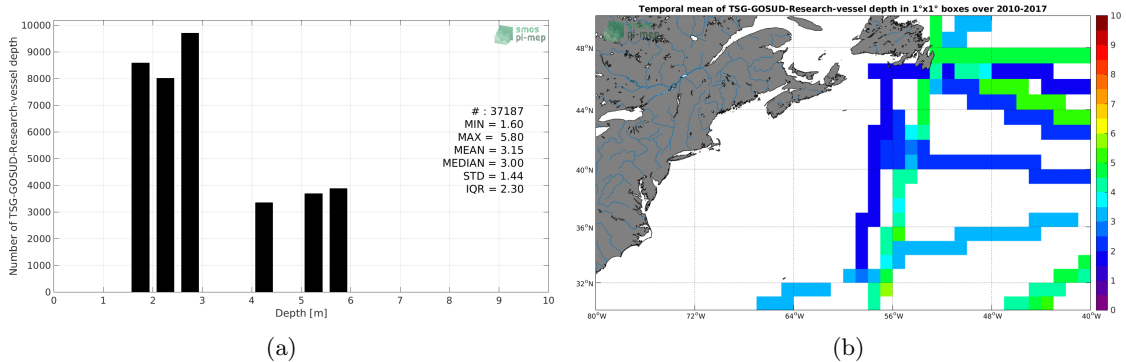 Number of TSG-GOSUD-Research-vessel depth
10000
9000
8000
7000
6000
5000
4000
3000
2000
1000
0
0 1 2 3 4 5 6 7 8 9 10
Depth [m]
smos
pi-mep
# : 37187
MIN = 1.60
MAX = 5.80
MEAN = 3.15
MEDIAN = 3.00
STD = 1.44
IQR = 2.30
(a)
Temporal mean of TSG-GOSUD-Research-vessel depth in 1°x1° boxes over 2010-2017
smos
pi-mep
48°N
44°N
40°N
36°N
32°N
80°W 72°W 64°W 56°W 48°W 40°W
10
9
8
7
6
5
4
3
2
1
0
(b)